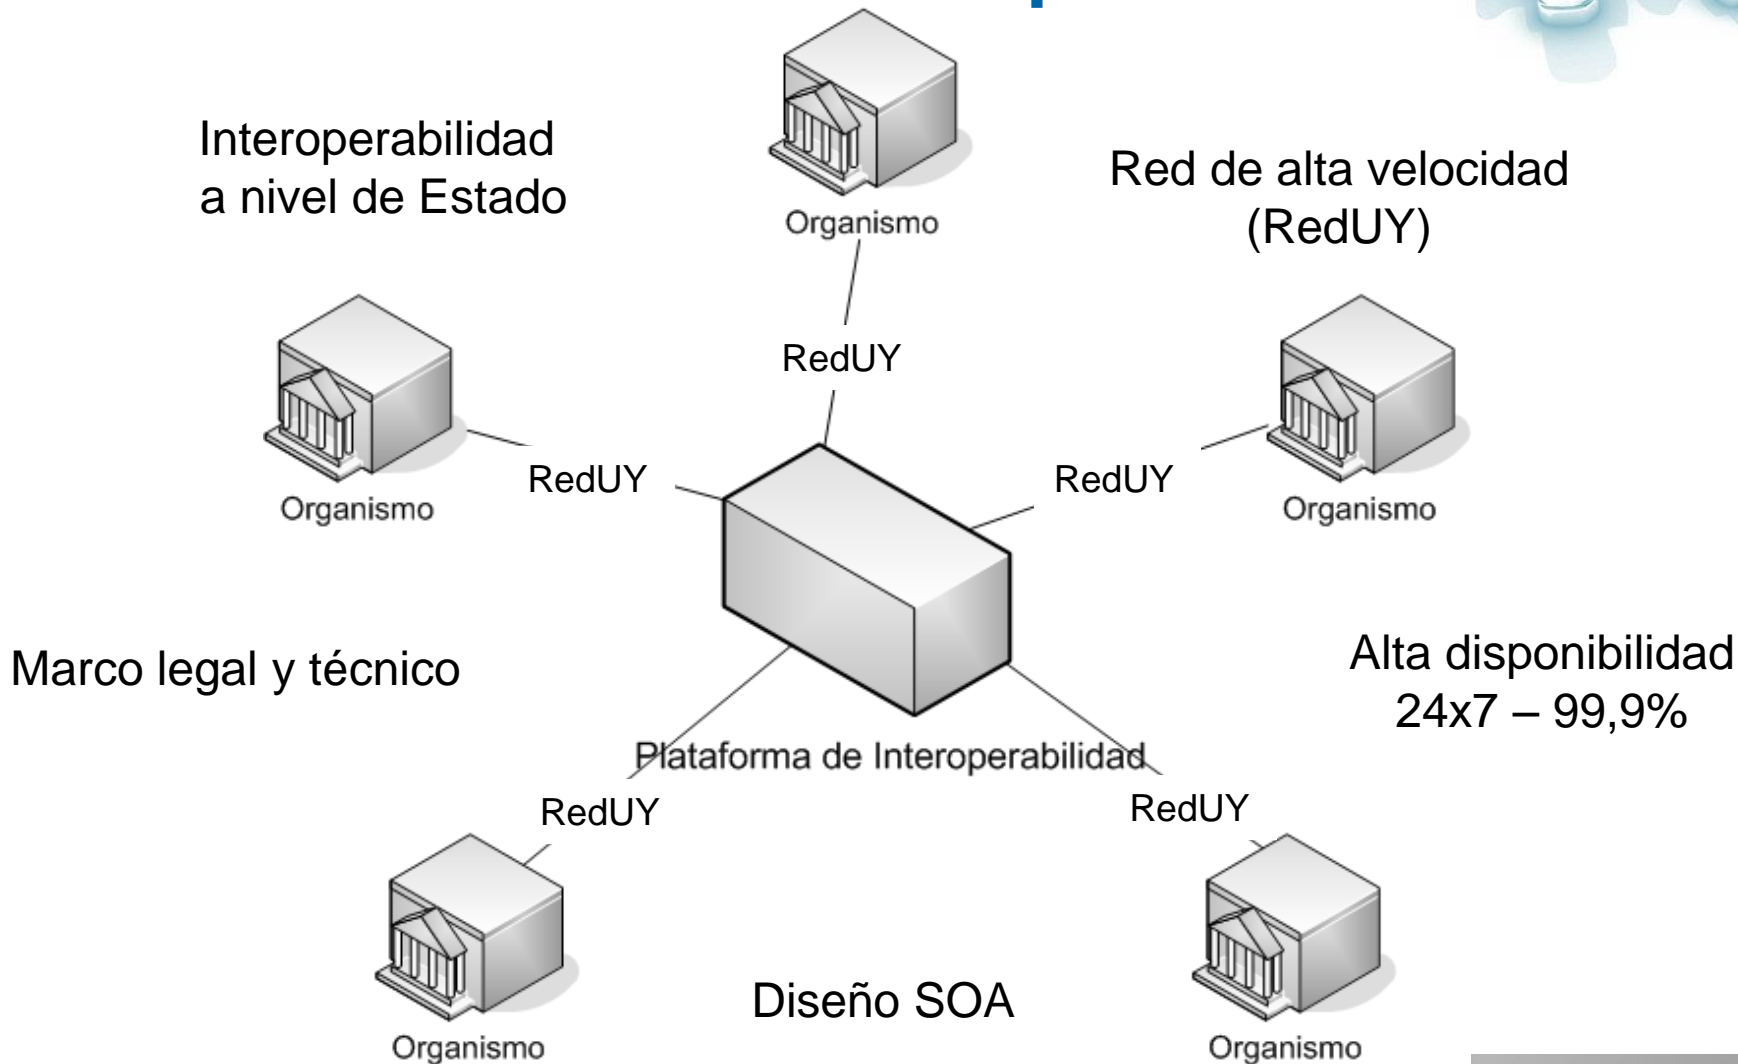 Interoperabilidad
a nivel de Estado
Organismo
Red de alta velocidad
(RedUY)
RedUY
Organismo
RedUY
RedUY
Organismo
Marco legal y técnico
Alta disponibilidad
24x7 – 99,9%
Plataforma de Interoperabilidad
RedUY
RedUY
Diseño SOA
Organismo
Organismo